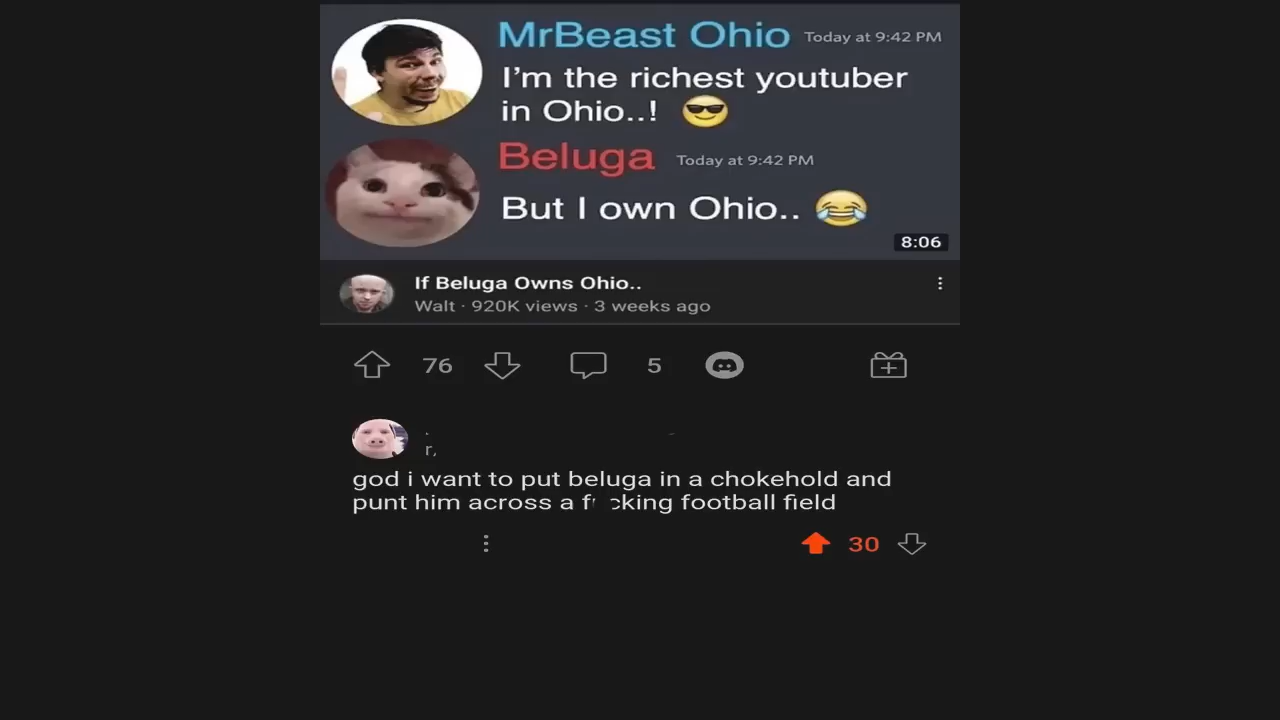 MrBeast Ohio Today at 9:42 PM
I'm the richest youtuber
in Ohio..! 😎
Beluga Today at 9:42 PM
But I own Ohio.. 😂
8:06
If Beluga Owns Ohio..
Walt · 920K views · 3 weeks ago
76 5
god i want to put beluga in a chokehold and
punt him across a f cking football field
30